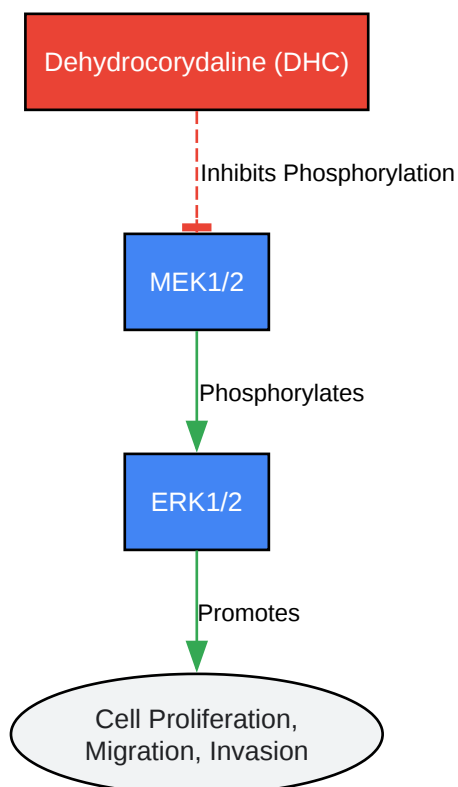 Dehydrocorydaline (DHC)
Inhibits Phosphorylation
MEK1/2
Phosphorylates
ERK1/2
Promotes
Cell Proliferation,
Migration, Invasion